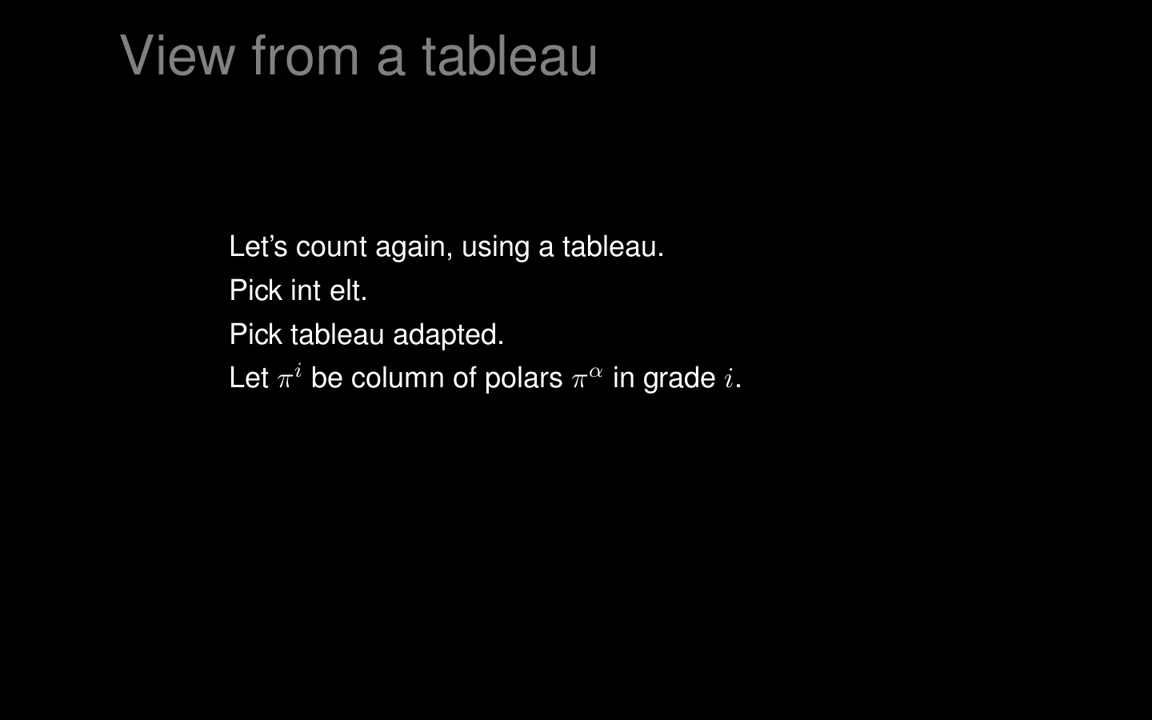 View from a tableau
Let’s count again, using a tableau.
Pick int elt.
Pick tableau adapted.
Let πⁱ be column of polars π^α in grade i.